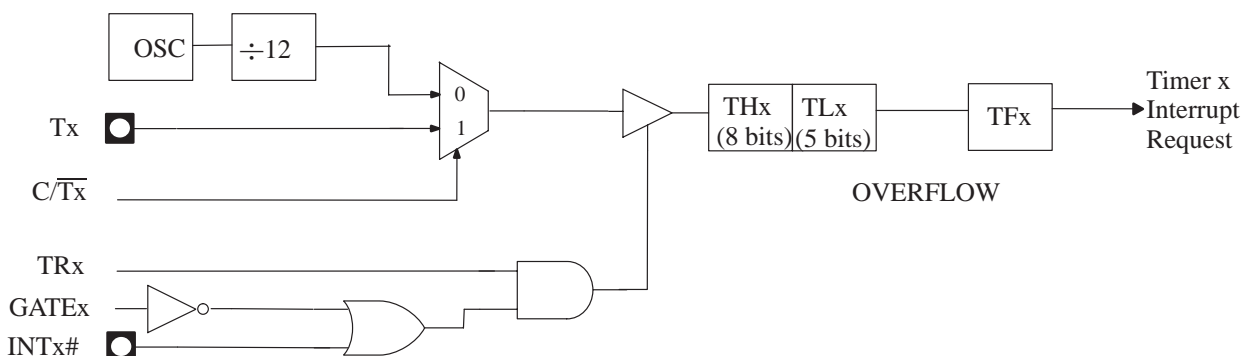 OSC
÷12
0
1
Tx
C/T̅x̅
THx
(8 bits)
TLx
(5 bits)
TFx
Timer x
Interrupt
Request
OVERFLOW
TRx
GATEx
INTx#